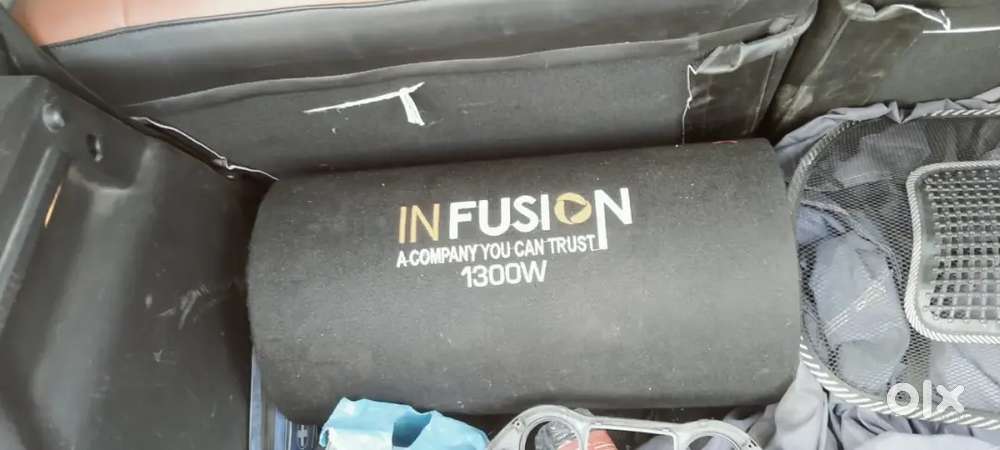 INFUSION
A COMPANY YOU CAN TRUST
1300W
olx